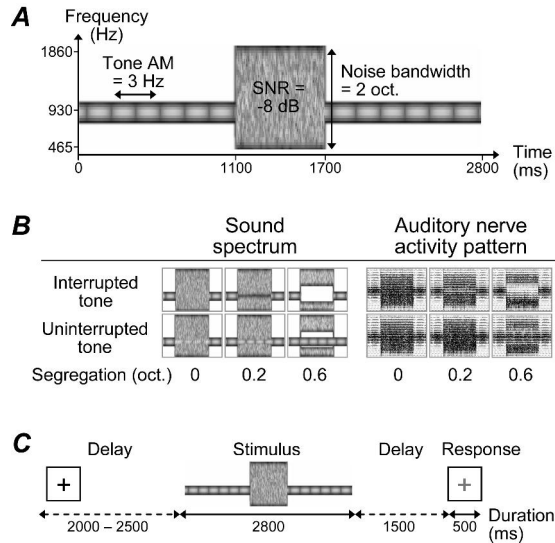 A
Frequency
(Hz)
1860
930
465
Tone AM
= 3 Hz
SNR =
-8 dB
Noise bandwidth
= 2 oct.
0
1100
1700
2800
Time
(ms)
B
Sound
spectrum
Auditory nerve
activity pattern
Interrupted
tone
Uninterrupted
tone
Segregation (oct.) 0 0.2 0.6 0 0.2 0.6
C
Delay Stimulus Delay Response
+ +
2000 – 2500 2800 1500 500
Duration
(ms)